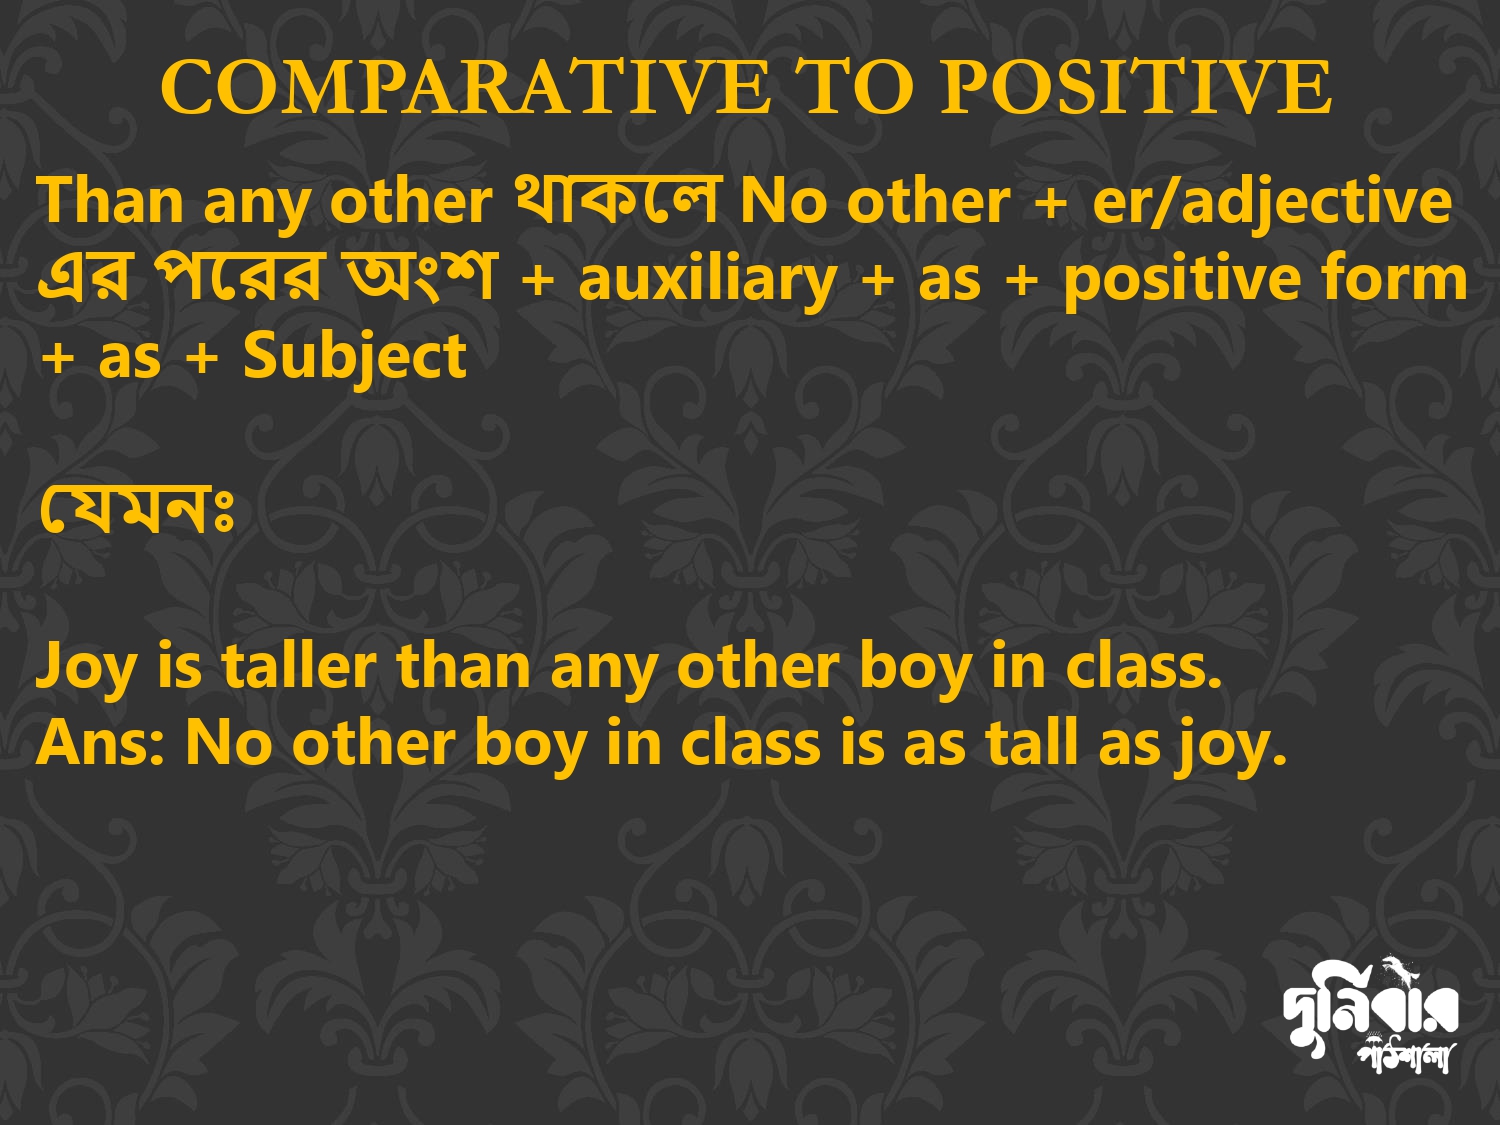 COMPARATIVE TO POSITIVE
Than any other থাকলে No other + er/adjective
এর পরের অংশ + auxiliary + as + positive form
+ as + Subject
যেমনঃ
Joy is taller than any other boy in class.
Ans: No other boy in class is as tall as joy.
দুর্নিবার
পাঠশালা